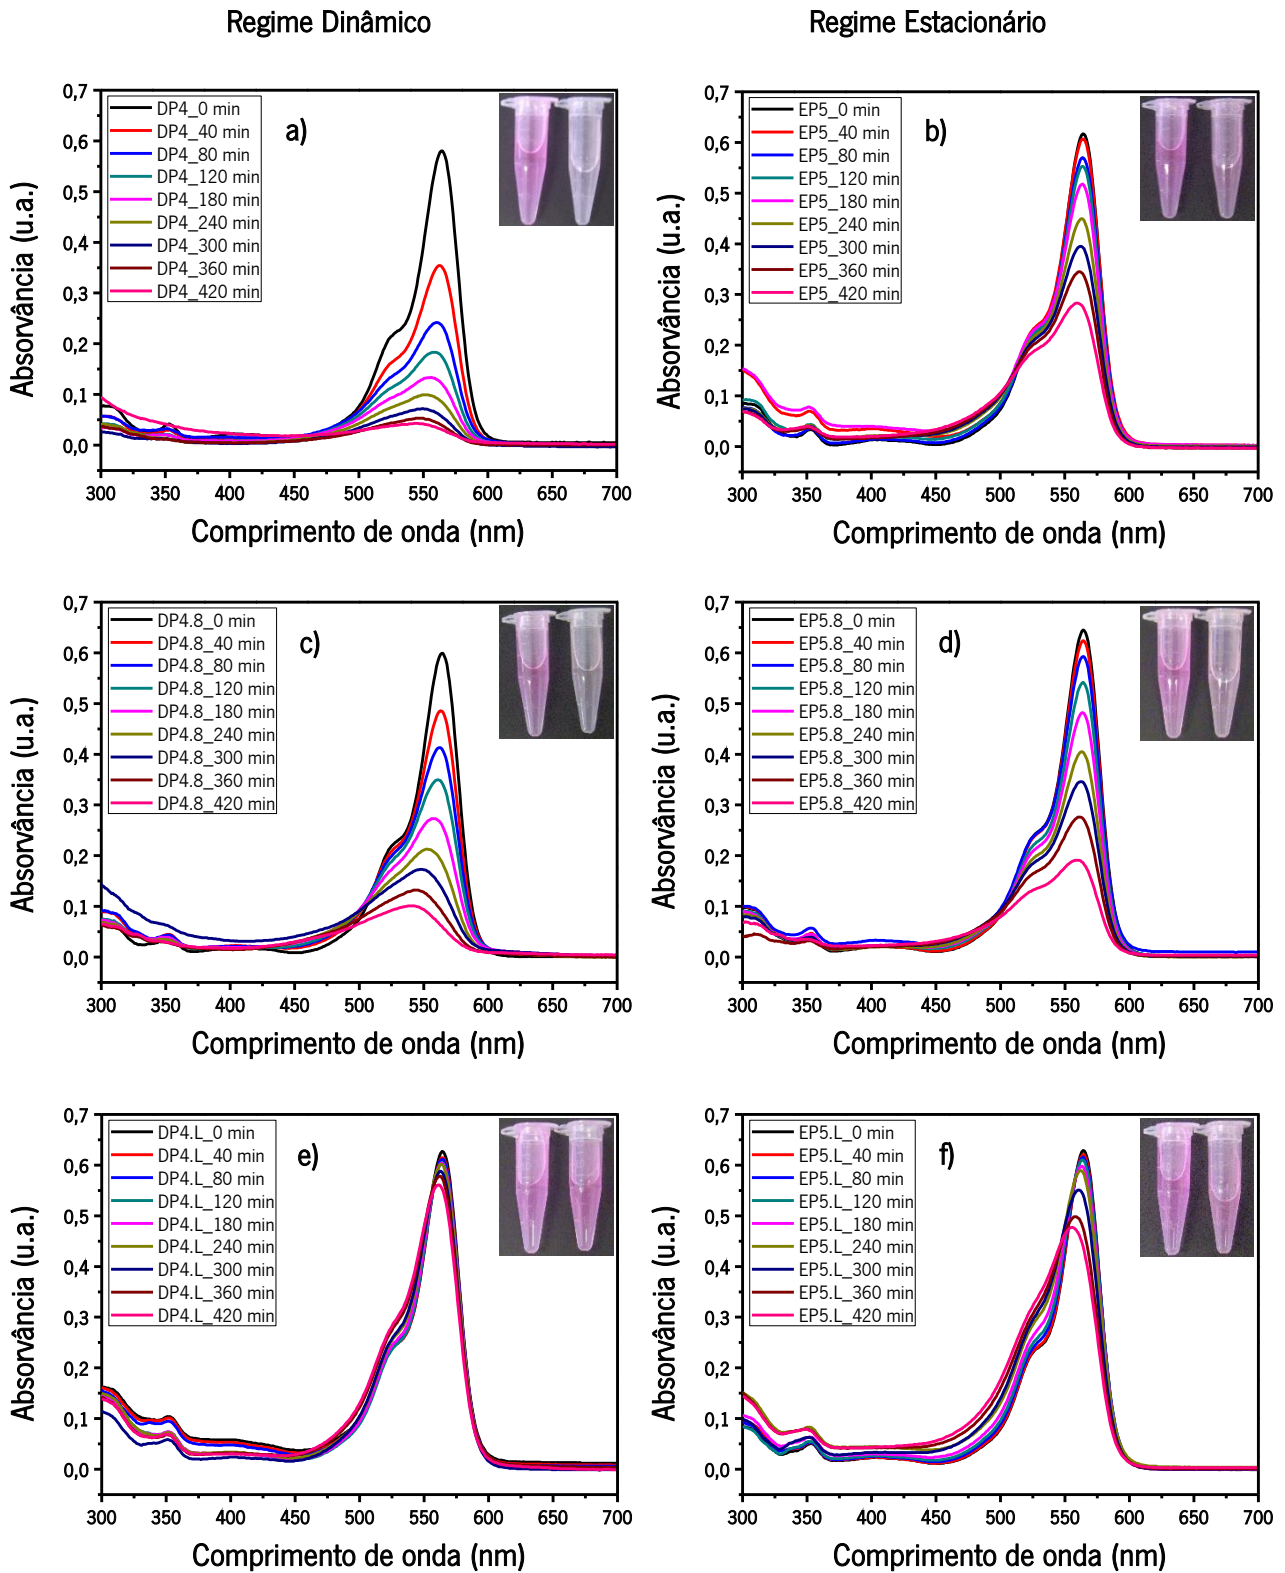 Regime Dinâmico
Regime Estacionário
a)
DP4_0 min
DP4_40 min
DP4_80 min
DP4_120 min
DP4_180 min
DP4_240 min
DP4_300 min
DP4_360 min
DP4_420 min
Absorvância (u.a.)
0,7
0,6
0,5
0,4
0,3
0,2
0,1
0,0
300 350 400 450 500 550 600 650 700
Comprimento de onda (nm)
b)
EP5_0 min
EP5_40 min
EP5_80 min
EP5_120 min
EP5_180 min
EP5_240 min
EP5_300 min
EP5_360 min
EP5_420 min
Absorvância (u.a.)
0,7
0,6
0,5
0,4
0,3
0,2
0,1
0,0
300 350 400 450 500 550 600 650 700
Comprimento de onda (nm)
c)
DP4.8_0 min
DP4.8_40 min
DP4.8_80 min
DP4.8_120 min
DP4.8_180 min
DP4.8_240 min
DP4.8_300 min
DP4.8_360 min
DP4.8_420 min
Absorvância (u.a.)
0,7
0,6
0,5
0,4
0,3
0,2
0,1
0,0
300 350 400 450 500 550 600 650 700
Comprimento de onda (nm)
d)
EP5.8_0 min
EP5.8_40 min
EP5.8_80 min
EP5.8_120 min
EP5.8_180 min
EP5.8_240 min
EP5.8_300 min
EP5.8_360 min
EP5.8_420 min
Absorvância (u.a.)
0,7
0,6
0,5
0,4
0,3
0,2
0,1
0,0
300 350 400 450 500 550 600 650 700
Comprimento de onda (nm)
e)
DP4.L_0 min
DP4.L_40 min
DP4.L_80 min
DP4.L_120 min
DP4.L_180 min
DP4.L_240 min
DP4.L_300 min
DP4.L_360 min
DP4.L_420 min
Absorvância (u.a.)
0,7
0,6
0,5
0,4
0,3
0,2
0,1
0,0
300 350 400 450 500 550 600 650 700
Comprimento de onda (nm)
f)
EP5.L_0 min
EP5.L_40 min
EP5.L_80 min
EP5.L_120 min
EP5.L_180 min
EP5.L_240 min
EP5.L_300 min
EP5.L_360 min
EP5.L_420 min
Absorvância (u.a.)
0,7
0,6
0,5
0,4
0,3
0,2
0,1
0,0
300 350 400 450 500 550 600 650 700
Comprimento de onda (nm)